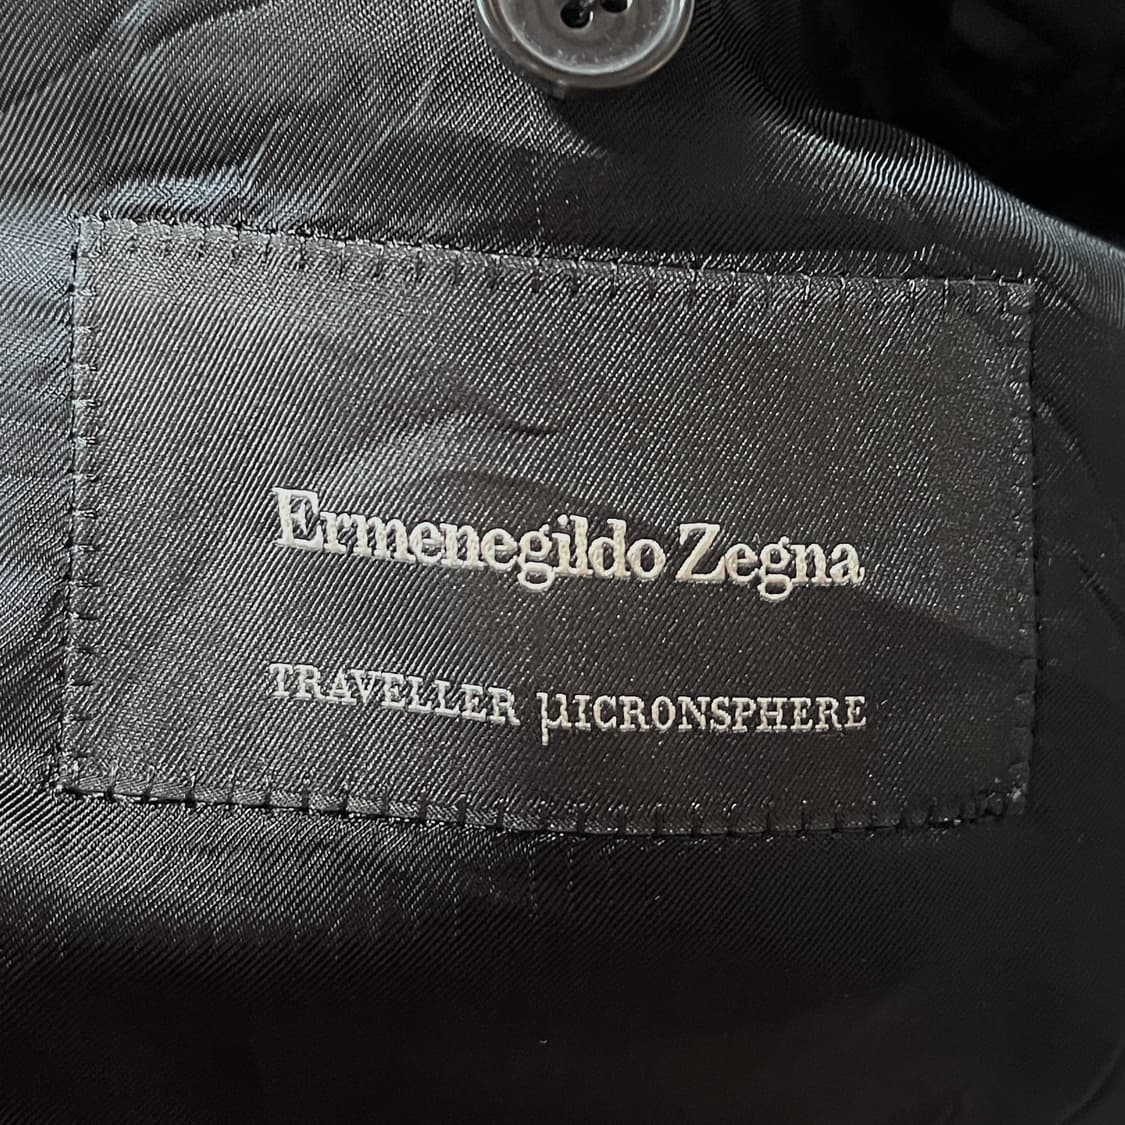 Ermenegildo Zegna
TRAVELLER µICRONSPHERE